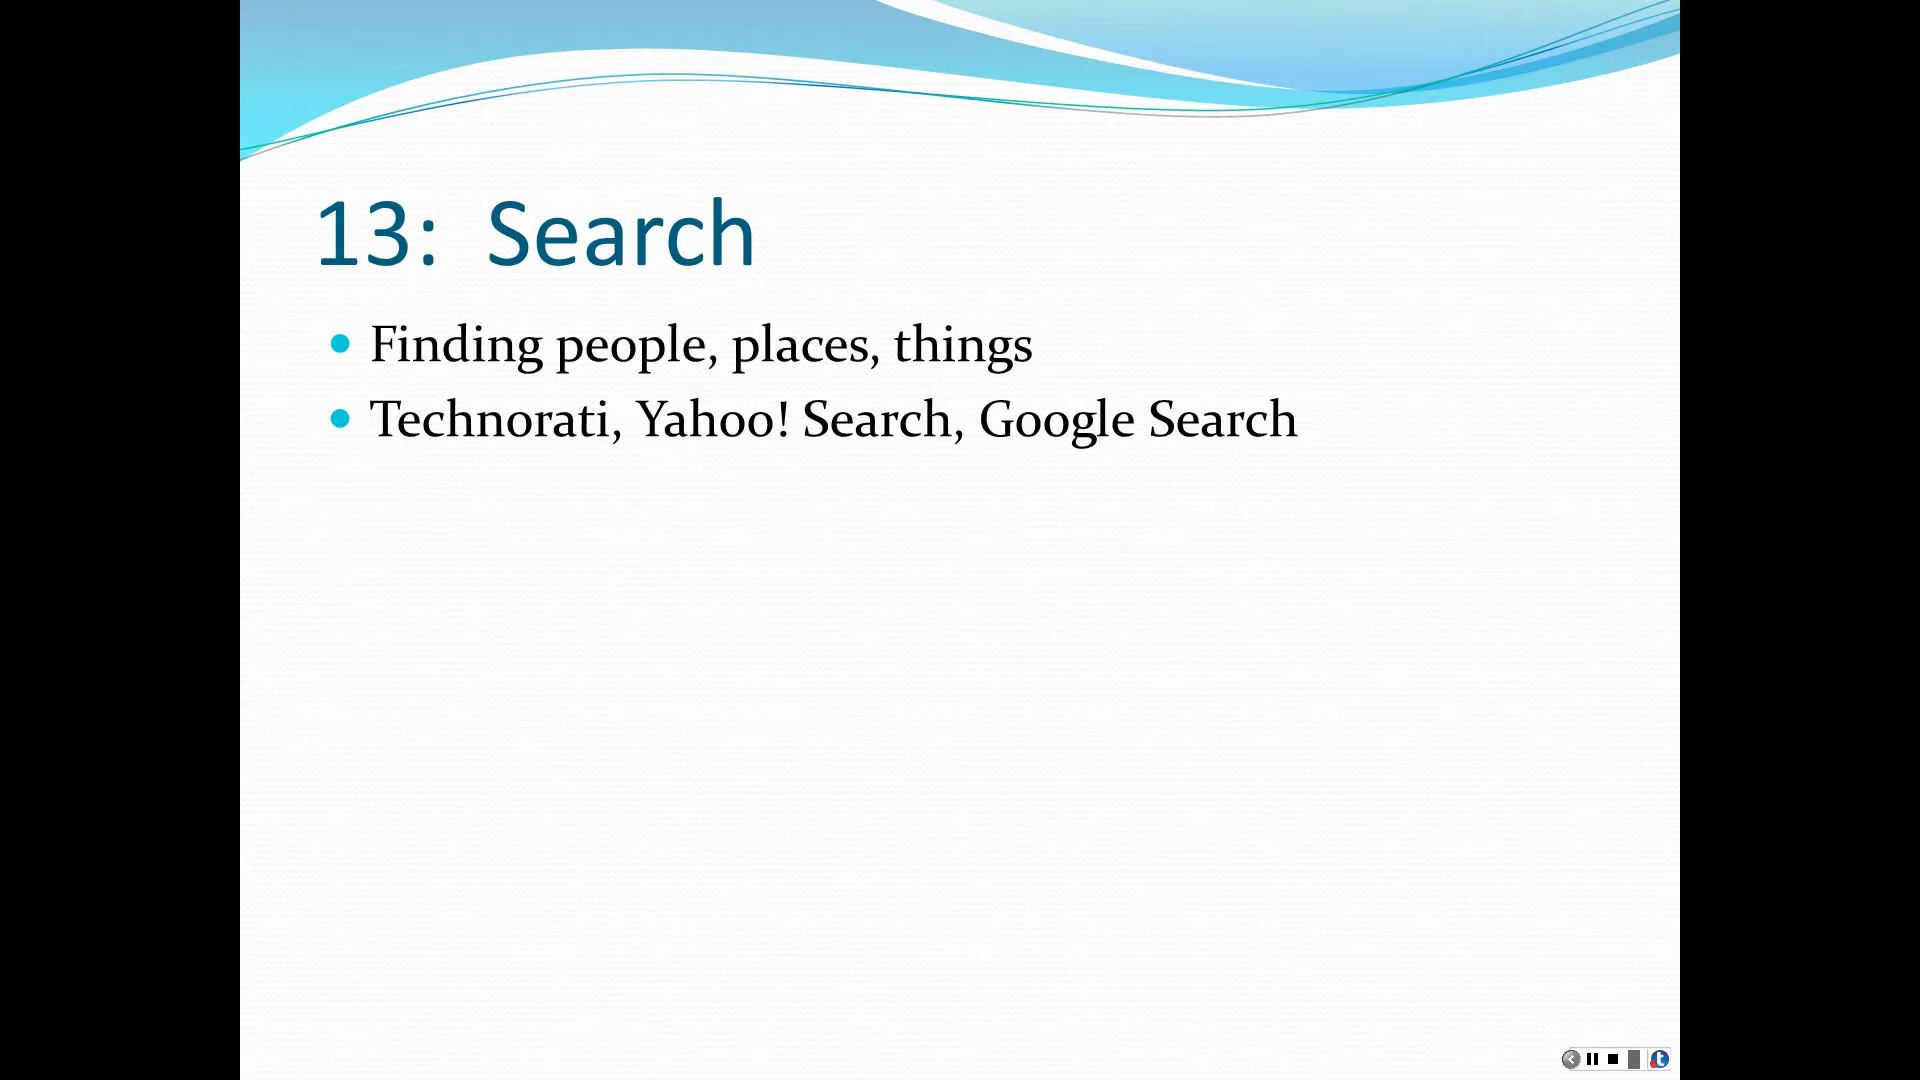 13: Search
Finding people, places, things
Technorati, Yahoo! Search, Google Search